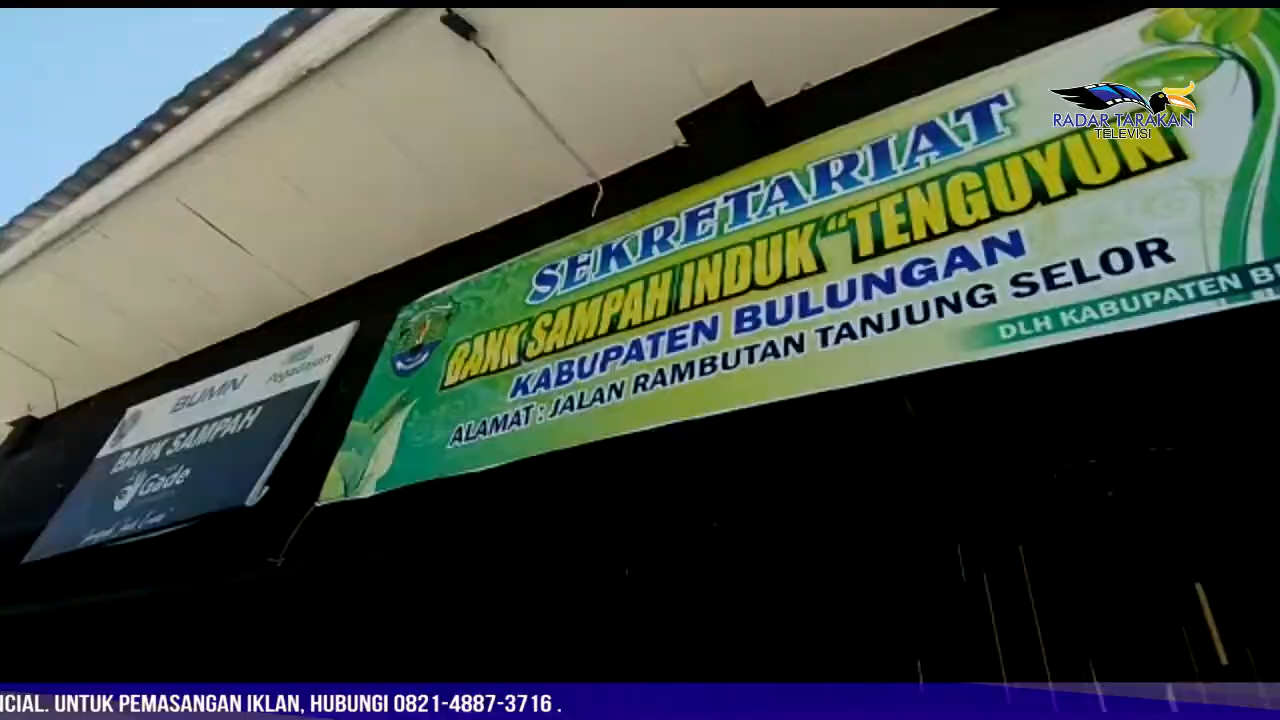 RADAR TARAKAN
TELEVISI
SEKRETARIAT
BANK SAMPAH INDUK "TENGUYUN
KABUPATEN BULUNGAN
ALAMAT : JALAN RAMBUTAN TANJUNG SELOR
DLH KABUPATEN
BUMN
Pegadaian
BANK SAMPAH
Gade
ICIAL. UNTUK PEMASANGAN IKLAN, HUBUNGI 0821-4887-3716 .